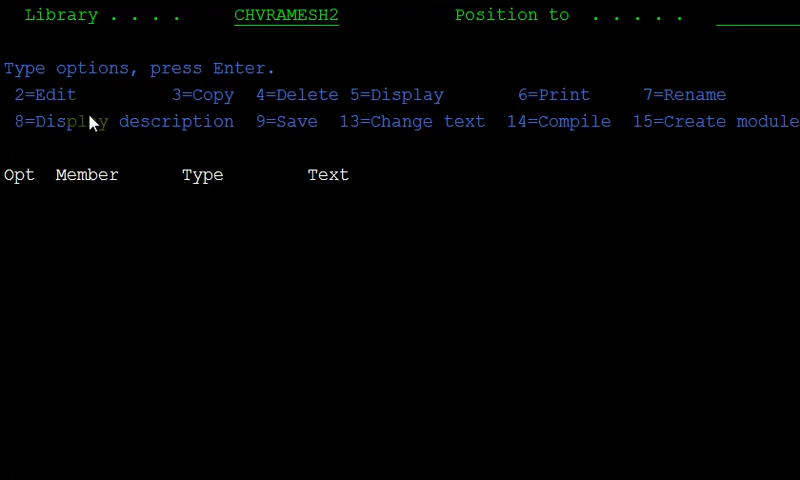 Library . . . . CHVRAMESH2 Position to . . . . .
Type options, press Enter.
2=Edit 3=Copy 4=Delete 5=Display 6=Print 7=Rename
8=Display description 9=Save 13=Change text 14=Compile 15=Create module
Opt Member Type Text